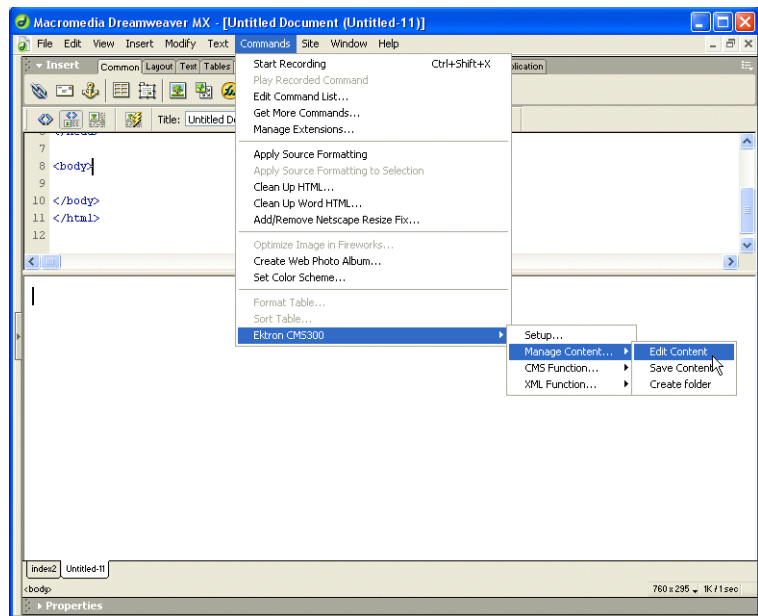 Macromedia Dreamweaver MX - [Untitled Document (Untitled-11)]
File Edit View Insert Modify Text Commands Site Window Help
Insert Common Layout Text Tables
Title: Untitled D
7
8 <body>
9
10 </body>
11 </html>
12
Start Recording Ctrl+Shift+X
Play Recorded Command
Edit Command List...
Get More Commands...
Manage Extensions...
Apply Source Formatting
Apply Source Formatting to Selection
Clean Up HTML...
Clean Up Word HTML...
Add/Remove Netscape Resize Fix...
Optimize Image in Fireworks...
Create Web Photo Album...
Set Color Scheme...
Format Table...
Sort Table...
Ektron CMS300
Setup...
Manage Content...
CMS Function...
XML Function...
Edit Content
Save Content
Create folder
index2 Untitled-11
<body> 760 x 295 1K / 1 sec
Properties